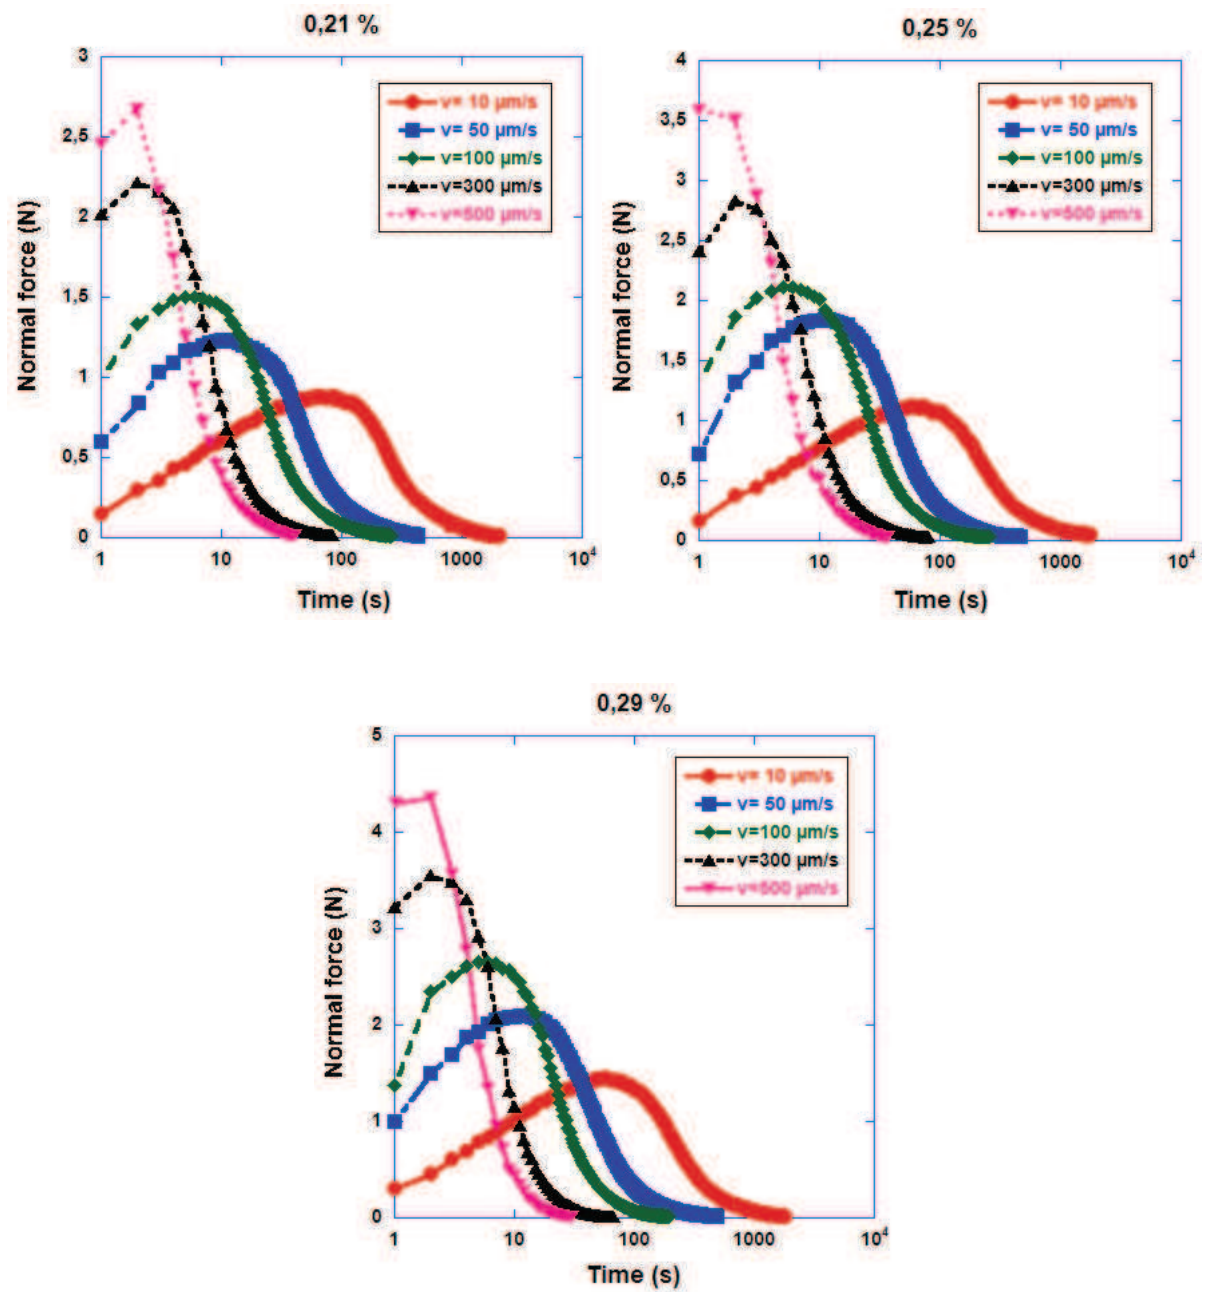 0,21 %
3
2,5
2
1,5
1
0,5
0
Normal force (N)
v= 10 µm/s
v= 50 µm/s
v=100 µm/s
v=300 µm/s
v=500 µm/s
1 10 100 1000 10⁴
Time (s)
0,25 %
4
3,5
3
2,5
2
1,5
1
0,5
0
Normal force (N)
v= 10 µm/s
v= 50 µm/s
v=100 µm/s
v=300 µm/s
v=500 µm/s
1 10 100 1000 10⁴
Time (s)
0,29 %
5
4
3
2
1
0
Normal force (N)
v= 10 µm/s
v= 50 µm/s
v=100 µm/s
v=300 µm/s
v=500 µm/s
1 10 100 1000 10⁴
Time (s)